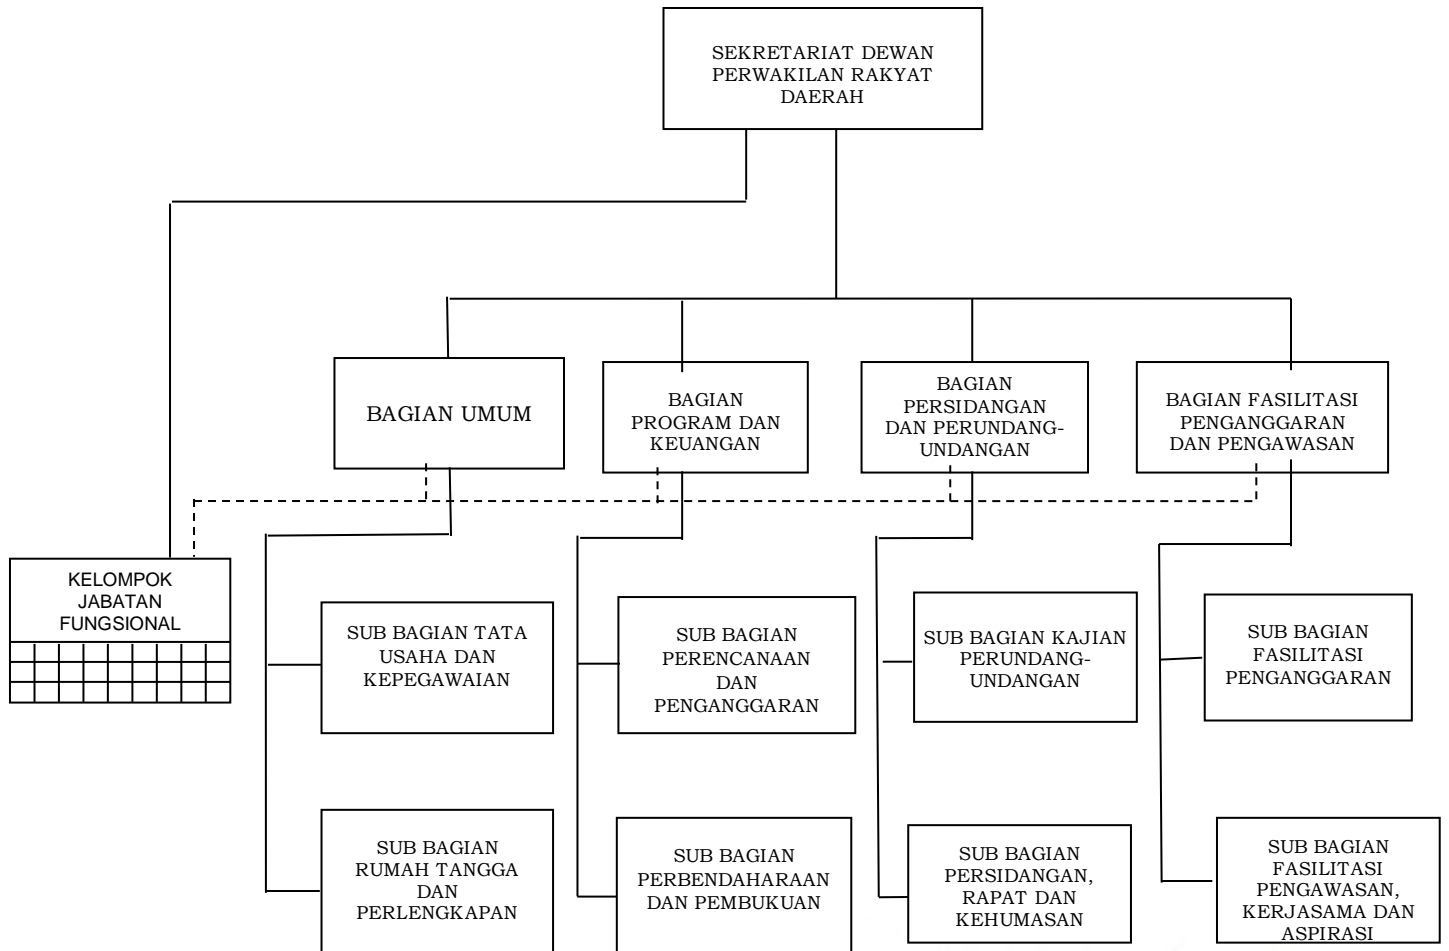 SEKRETARIAT DEWAN
PERWAKILAN RAKYAT
DAERAH
BAGIAN UMUM
BAGIAN
PROGRAM DAN
KEUANGAN
BAGIAN
PERSIDANGAN
DAN PERUNDANG-
UNDANGAN
BAGIAN FASILITASI
PENGANGGARAN
DAN PENGAWASAN
KELOMPOK
JABATAN
FUNGSIONAL
SUB BAGIAN TATA
USAHA DAN
KEPEGAWAIAN
SUB BAGIAN
PERENCANAAN
DAN
PENGANGGARAN
SUB BAGIAN KAJIAN
PERUNDANG-
UNDANGAN
SUB BAGIAN
FASILITASI
PENGANGGARAN
SUB BAGIAN
RUMAH TANGGA
DAN
PERLENGKAPAN
SUB BAGIAN
PERBENDAHARAAN
DAN PEMBUKUAN
SUB BAGIAN
PERSIDANGAN,
RAPAT DAN
KEHUMASAN
SUB BAGIAN
FASILITASI
PENGAWASAN,
KERJASAMA DAN
ASPIRASI